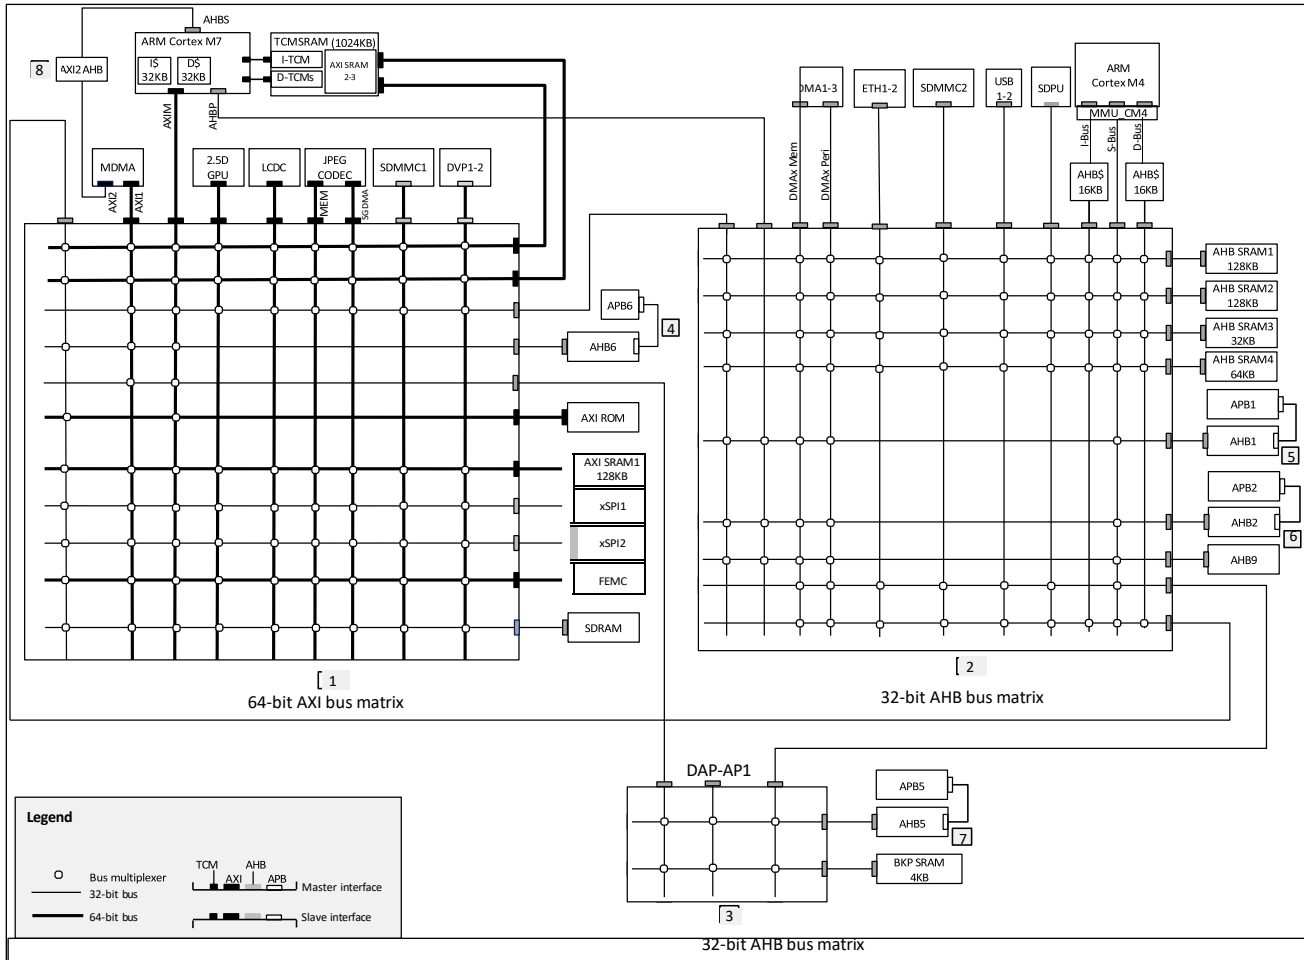 AHBS
ARM Cortex M7
I$
32KB
D$
32KB
TCMSRAM (1024KB)
I-TCM
D-TCMs
AXI SRAM
2-3
8
AXI2 AHB
AXIM
AHBP
MDMA
AXI2
AXI1
2.5D
GPU
LCDC
JPEG
CODEC
MEM
SGDMA
SDMMC1
DVP1-2
DMA1-3
DMAx Mem
DMAx Peri
ETH1-2
SDMMC2
USB
1-2
SDPU
ARM
Cortex M4
MMU_CM4
I-Bus
S-Bus
D-Bus
AHB$
16KB
AHB$
16KB
APB6
4
AHB6
AXI ROM
AXI SRAM1
128KB
xSPI1
xSPI2
FEMC
SDRAM
AHB SRAM1
128KB
AHB SRAM2
128KB
AHB SRAM3
32KB
AHB SRAM4
64KB
APB1
AHB1
5
APB2
AHB2
6
AHB9
1
64-bit AXI bus matrix
2
32-bit AHB bus matrix
DAP-AP1
APB5
AHB5
7
BKP SRAM
4KB
3
32-bit AHB bus matrix
Legend
Bus multiplexer
32-bit bus
64-bit bus
TCM
AXI
AHB
APB
Master interface
Slave interface